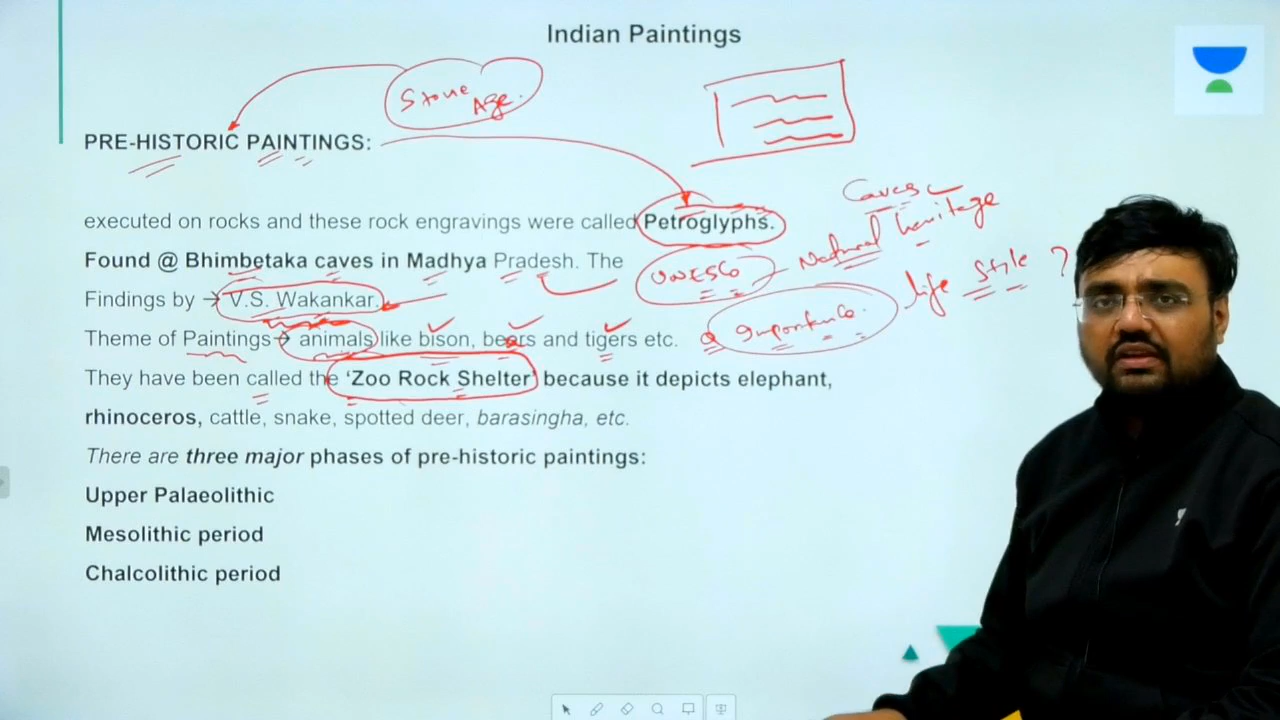 Indian Paintings
Stone Age.
PRE-HISTORIC PAINTINGS:
executed on rocks and these rock engravings were called Petroglyphs.
Caves
Natural heritage
Found @ Bhimbetaka caves in Madhya Pradesh. The
UNESCO
life style ?
Findings by → V.S. Wakankar.
Theme of Paintings→ animals like bison, bears and tigers etc.
They have been called the ‘Zoo Rock Shelter’ because it depicts elephant,
rhinoceros, cattle, snake, spotted deer, barasingha, etc.
There are three major phases of pre-historic paintings:
Upper Palaeolithic
Mesolithic period
Chalcolithic period